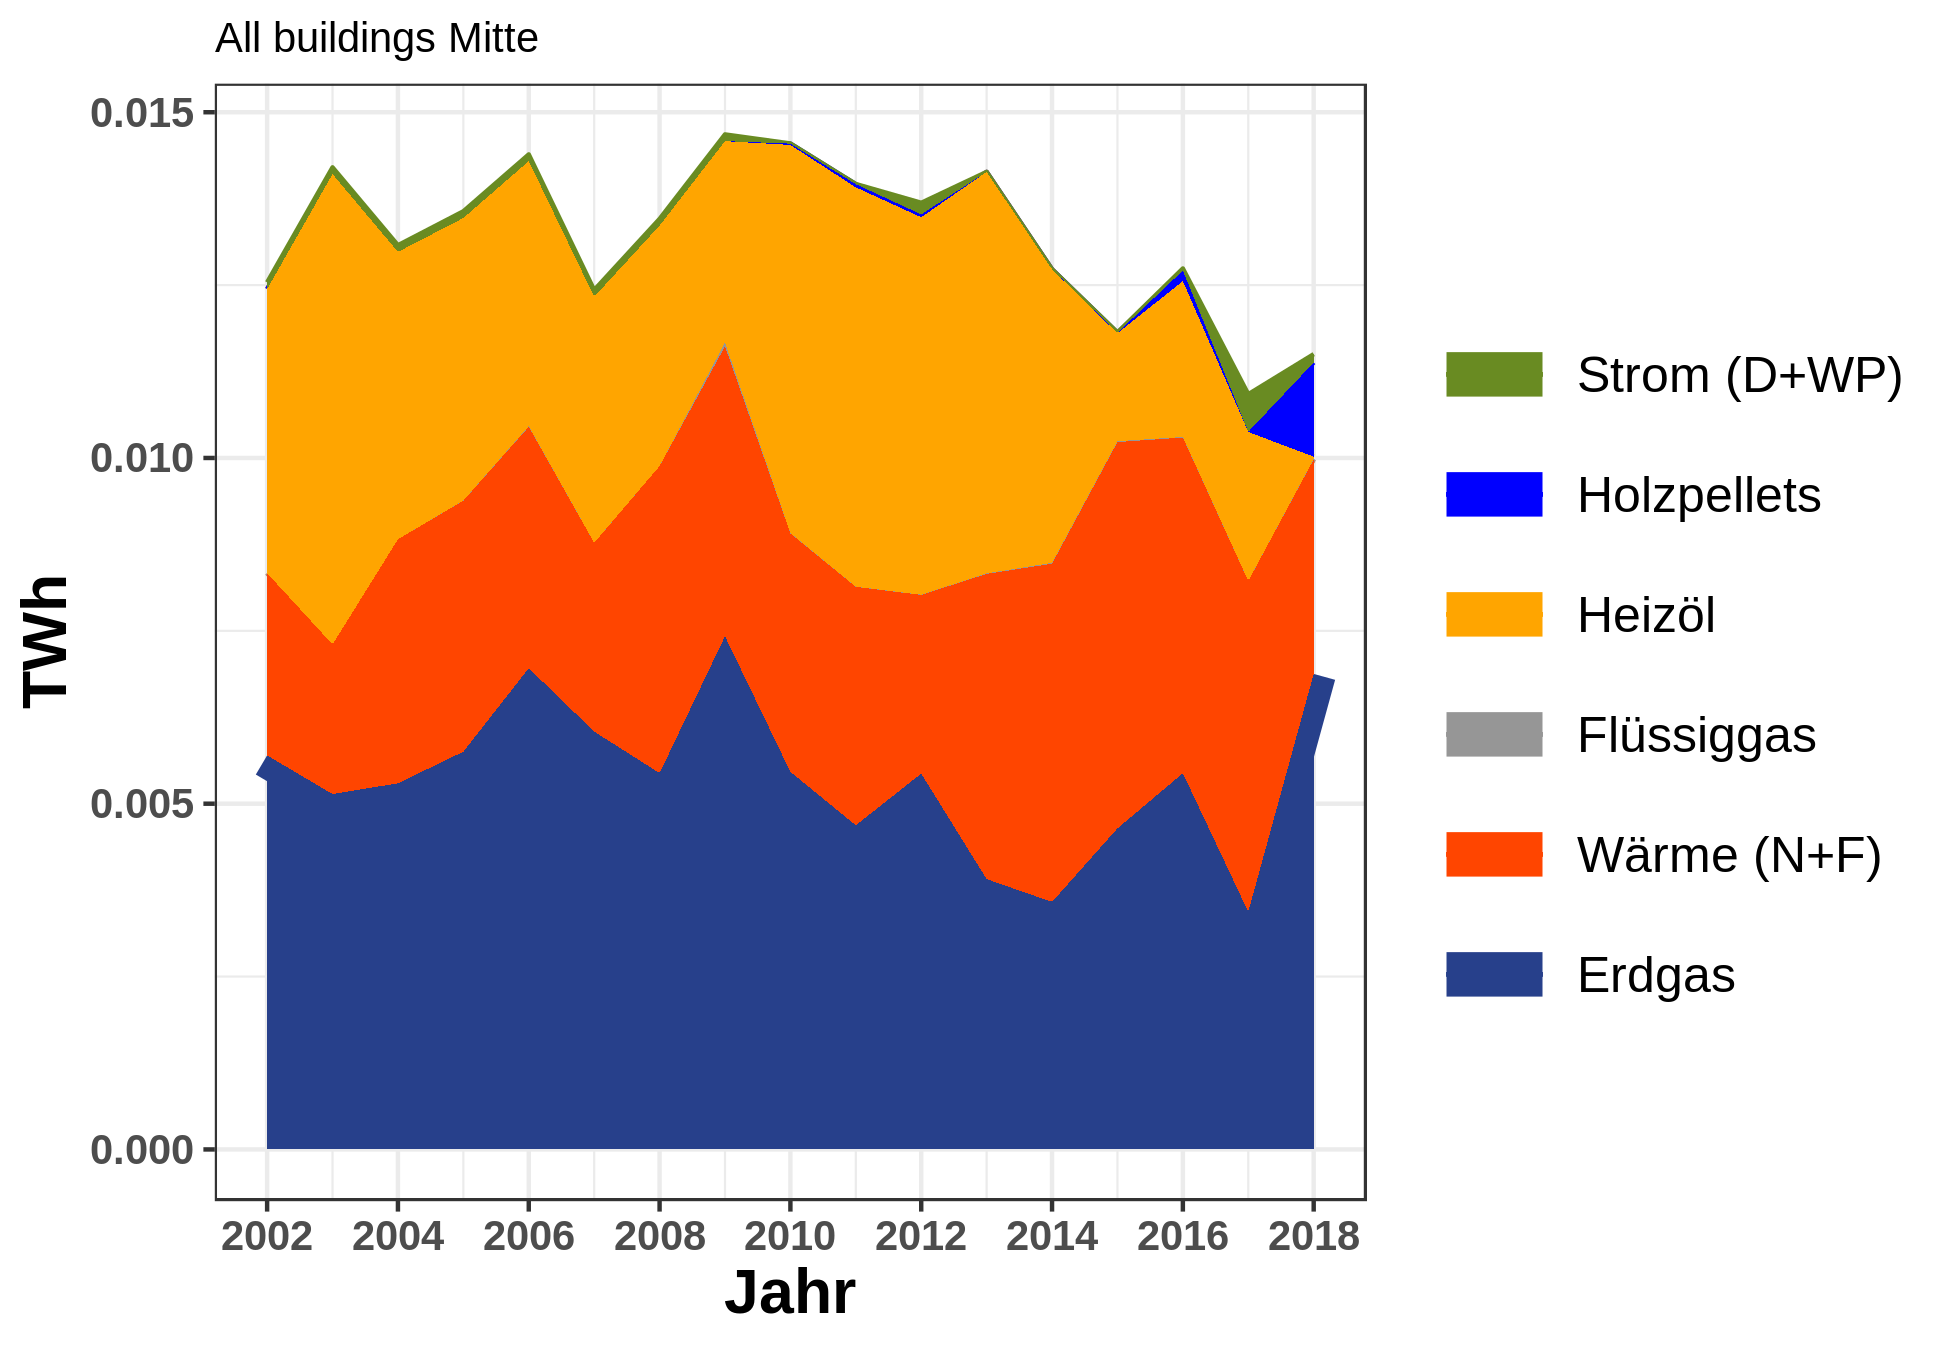 All buildings Mitte
0.015
0.010
0.005
0.000
TWh
2002 2004 2006 2008 2010 2012 2014 2016 2018
Jahr
Strom (D+WP)
Holzpellets
Heizöl
Flüssiggas
Wärme (N+F)
Erdgas